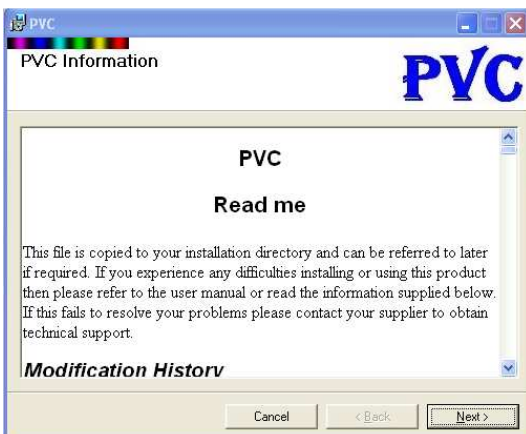 PVC
PVC Information
PVC
PVC
Read me
This file is copied to your installation directory and can be referred to later
if required. If you experience any difficulties installing or using this product
then please refer to the user manual or read the information supplied below.
If this fails to resolve your problems please contact your supplier to obtain
technical support.
Modification History
Cancel
< Back
Next >